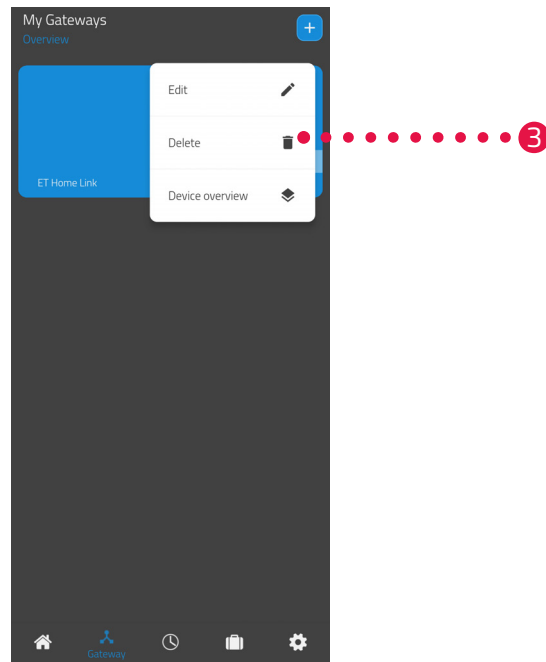 My Gateways
Overview
+
Edit
Delete
3
ET Home Link
Device overview
Gateway